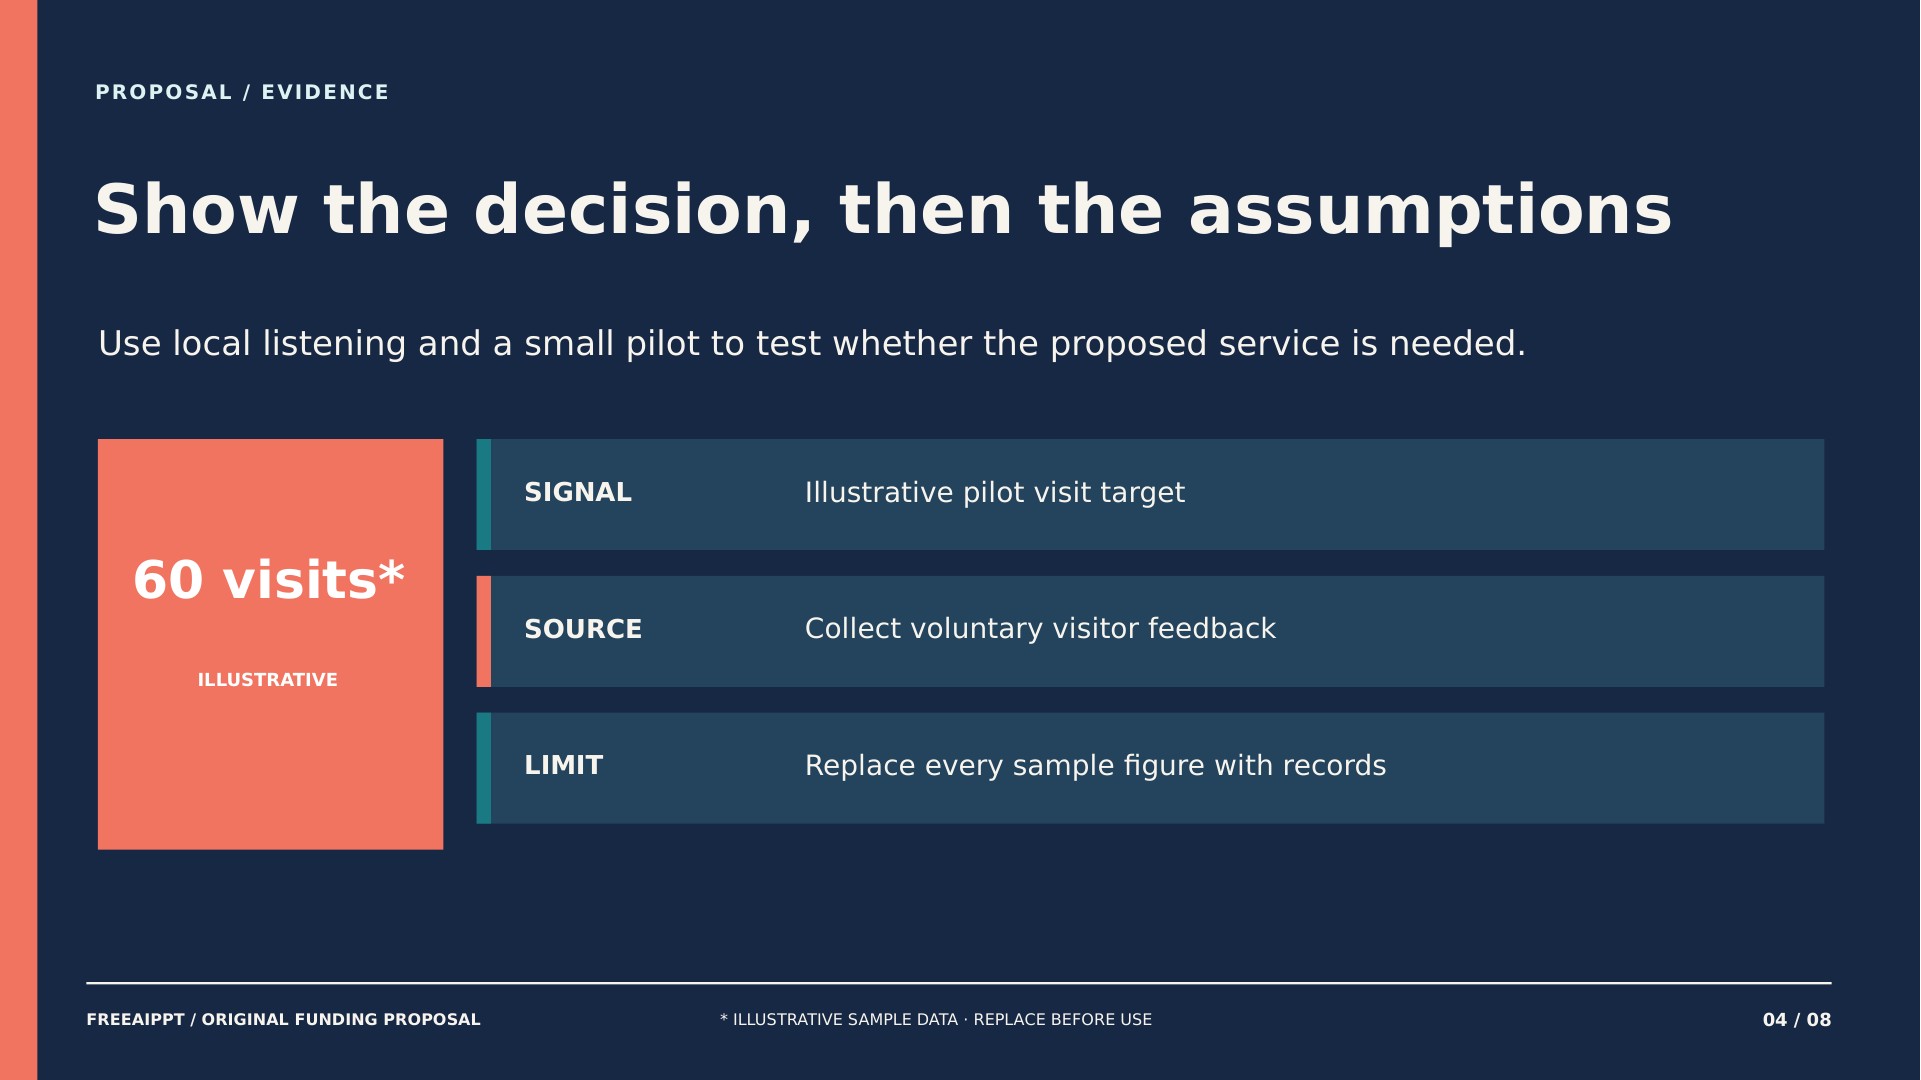 PROPOSAL / EVIDENCE
Show the decision, then the assumptions
Use local listening and a small pilot to test whether the proposed service is needed.
60 visits*
ILLUSTRATIVE
SIGNAL Illustrative pilot visit target
SOURCE Collect voluntary visitor feedback
LIMIT Replace every sample figure with records
FREEAIPPT / ORIGINAL FUNDING PROPOSAL * ILLUSTRATIVE SAMPLE DATA · REPLACE BEFORE USE 04 / 08